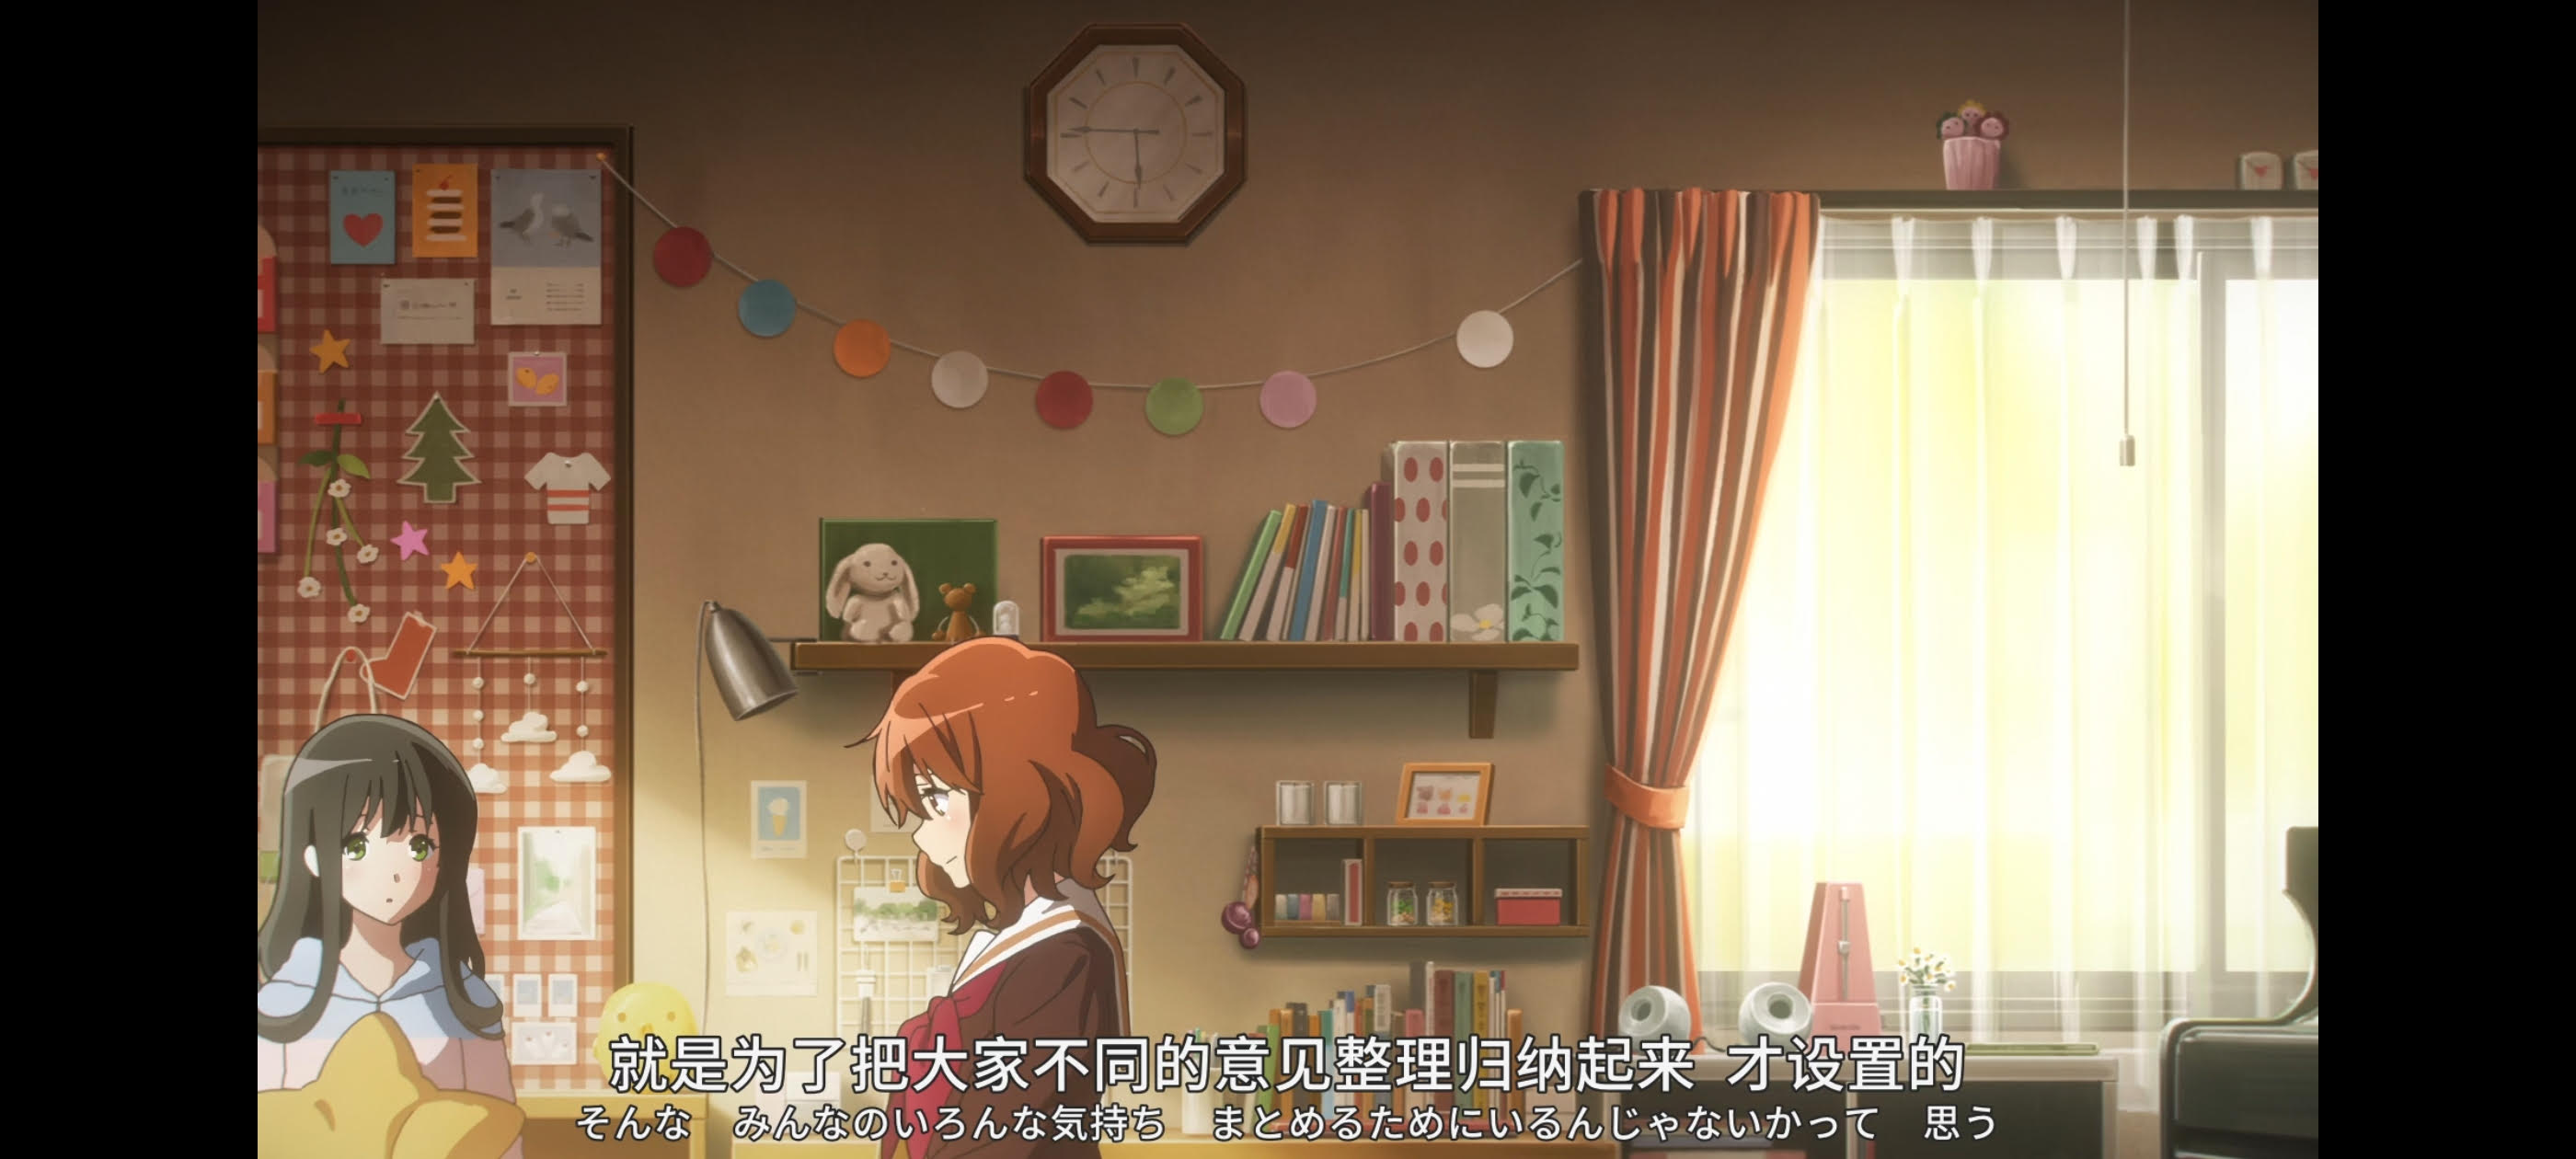 就是为了把大家不同的意见整理归纳起来 才设置的
そんな　みんなのいろんな気持ち　まとめるためにいるんじゃないかって　思う